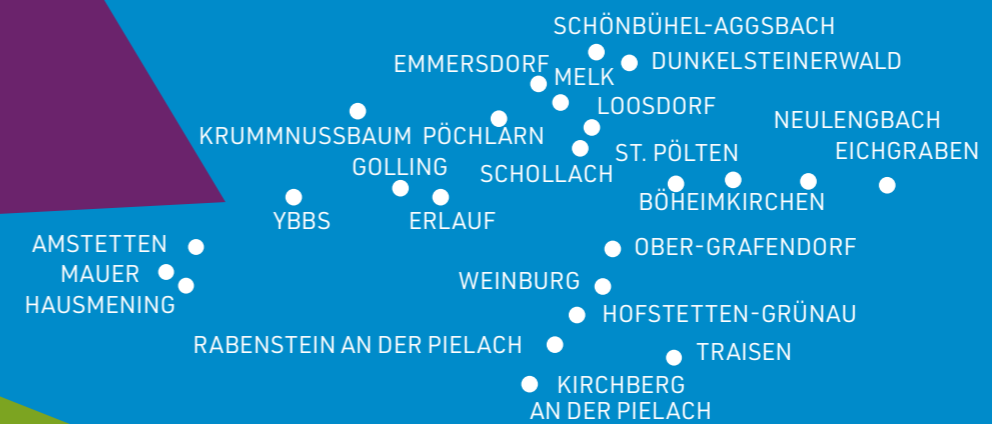 SCHÖNBÜHEL-AGGSBACH
EMMERSDORF
DUNKELSTEINERWALD
MELK
LOOSDORF
NEULENGBACH
KRUMMNUSSBAUM
PÖCHLARN
ST. PÖLTEN
EICHGRABEN
GOLLING
SCHOLLACH
BÖHEIMKIRCHEN
YBBS
ERLAUF
AMSTETTEN
OBER-GRAFENDORF
MAUER
WEINBURG
HAUSMENING
HOFSTETTEN-GRÜNAU
RABENSTEIN AN DER PIELACH
TRAISEN
KIRCHBERG
AN DER PIELACH